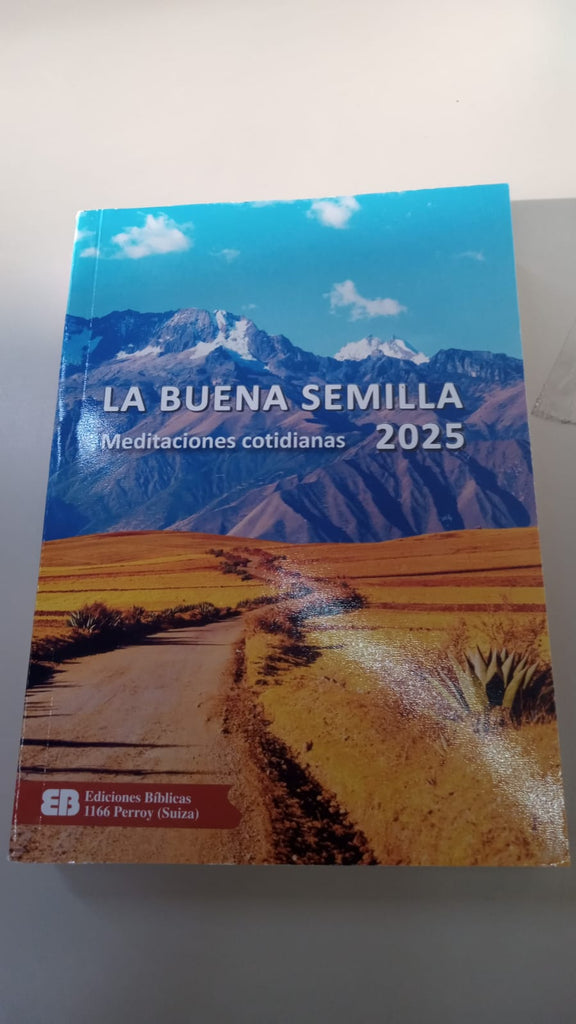 LA BUENA SEMILLA
Meditaciones cotidianas 2025
EB Ediciones Bíblicas
1166 Perroy (Suiza)